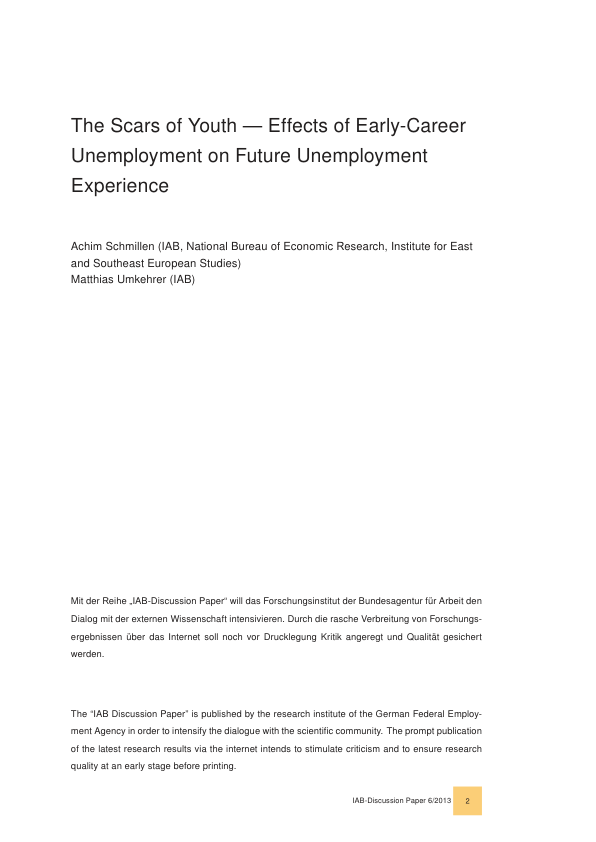 The Scars of Youth — Effects of Early-Career
Unemployment on Future Unemployment
Experience
Achim Schmillen (IAB, National Bureau of Economic Research, Institute for East
and Southeast European Studies)
Matthias Umkehrer (IAB)
Mit der Reihe „IAB-Discussion Paper“ will das Forschungsinstitut der Bundesagentur für Arbeit den
Dialog mit der externen Wissenschaft intensivieren. Durch die rasche Verbreitung von Forschungs-
ergebnissen über das Internet soll noch vor Drucklegung Kritik angeregt und Qualität gesichert
werden.
The “IAB Discussion Paper” is published by the research institute of the German Federal Employ-
ment Agency in order to intensify the dialogue with the scientific community. The prompt publication
of the latest research results via the internet intends to stimulate criticism and to ensure research
quality at an early stage before printing.
IAB-Discussion Paper 6/2013 2